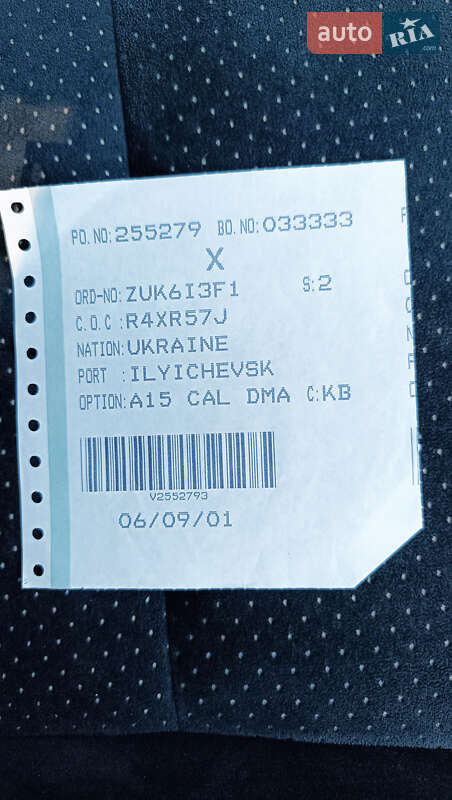 auto RIA .com
PO. NO: 255279 BO. NO: 033333
X
ORD-NO: ZUK6I3F1 S: 2
C. O. C : R4XR57J
NATION: UKRAINE
PORT : ILYICHEVSK
OPTION: A15 CAL DMA C: KB
V2552793
06/09/01